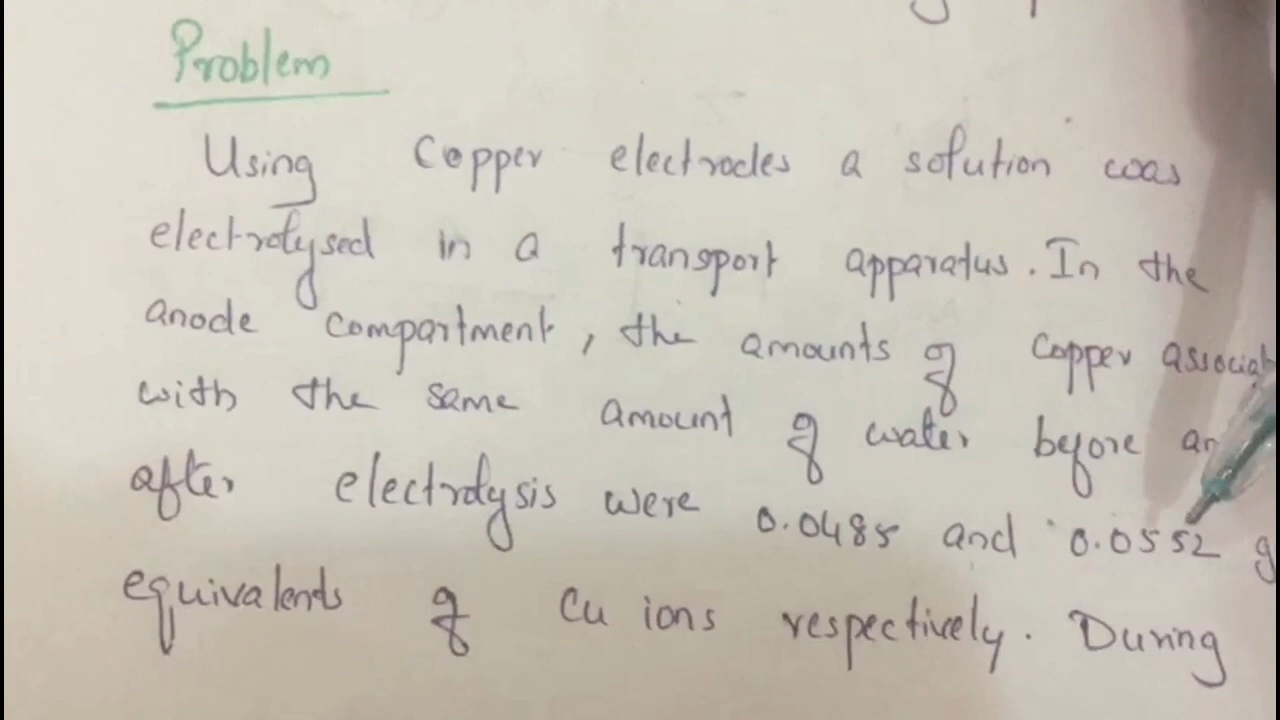 Problem
Using Copper electrodes a solution was
electrolysed in a transport apparatus. In the
anode compartment, the amounts of Copper associat
with the same amount of water before an
after electrolysis were 0.0485 and 0.0552 g
equivalents of Cu ions respectively. During